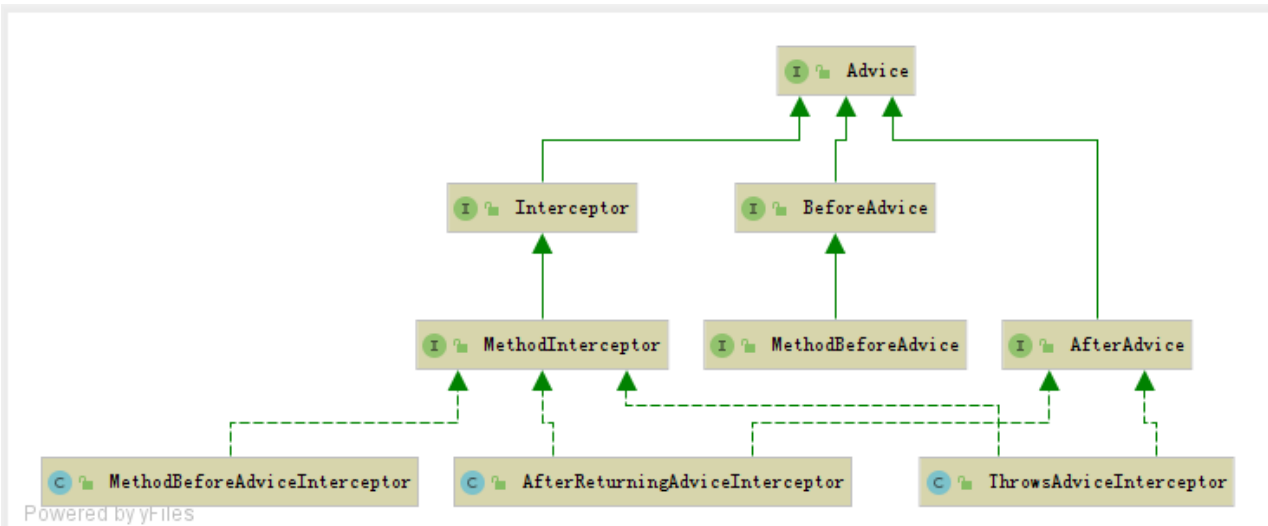 I Advice
I Interceptor
I BeforeAdvice
I MethodInterceptor
I MethodBeforeAdvice
I AfterAdvice
C MethodBeforeAdviceInterceptor
C AfterReturningAdviceInterceptor
C ThrowsAdviceInterceptor
Powered by yFiles